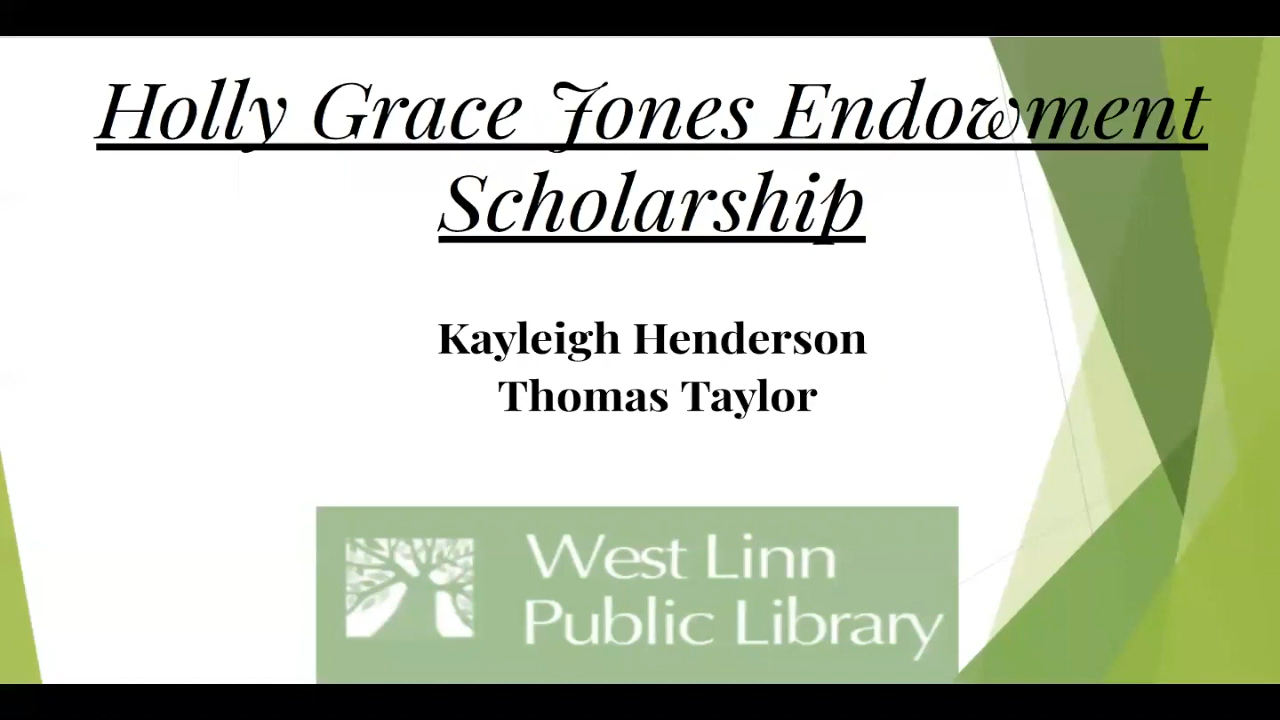 Holly Grace Jones Endowment
Scholarship
Kayleigh Henderson
Thomas Taylor
West Linn
Public Library